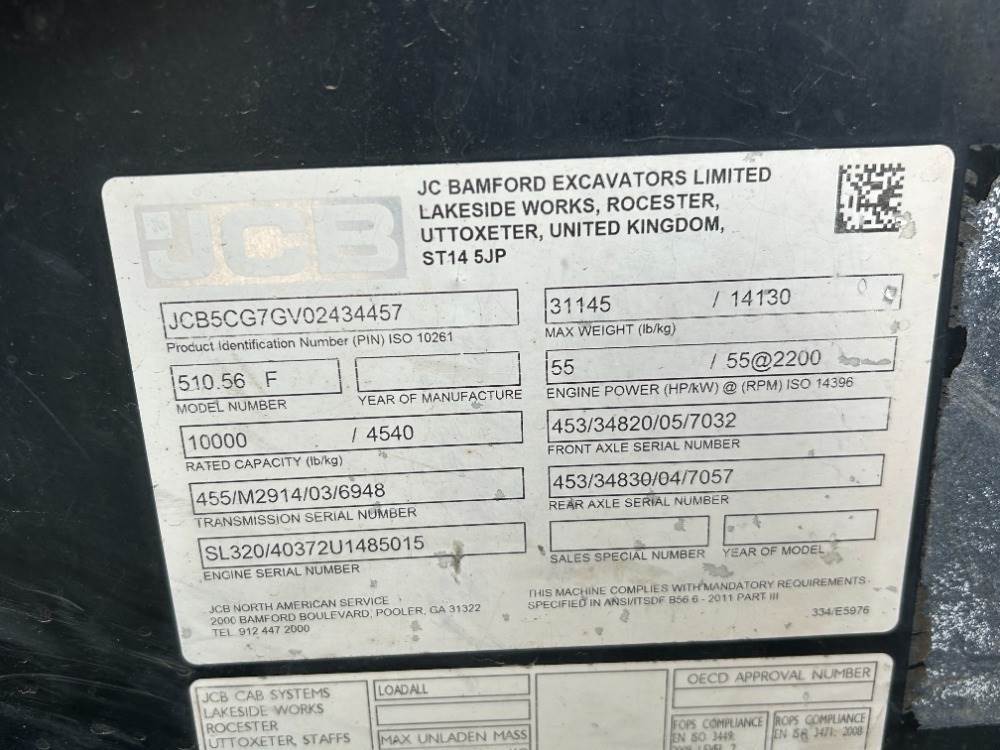 JCB
JC BAMFORD EXCAVATORS LIMITED
LAKESIDE WORKS, ROCESTER,
UTTOXETER, UNITED KINGDOM,
ST14 5JP
JCB5CG7GV02434457
Product Identification Number (PIN) ISO 10261
510.56 F
MODEL NUMBER
YEAR OF MANUFACTURE
10000 / 4540
RATED CAPACITY (lb/kg)
455/M2914/03/6948
TRANSMISSION SERIAL NUMBER
SL320/40372U1485015
ENGINE SERIAL NUMBER
31145 / 14130
MAX WEIGHT (lb/kg)
55 / 55@2200
ENGINE POWER (HP/kW) @ (RPM) ISO 14396
453/34820/05/7032
FRONT AXLE SERIAL NUMBER
453/34830/04/7057
REAR AXLE SERIAL NUMBER
SALES SPECIAL NUMBER
YEAR OF MODEL
JCB NORTH AMERICAN SERVICE
2000 BAMFORD BOULEVARD, POOLER, GA 31322
TEL. 912 447 2000
THIS MACHINE COMPLIES WITH MANDATORY REQUIREMENTS
SPECIFIED IN ANSI/ITSDF B56 6 - 2011 PART III
334/E5976
JCB CAB SYSTEMS
LAKESIDE WORKS
ROCESTER
UTTOXETER, STAFFS
LOADALL
MAX UNLADEN MASS
OECD APPROVAL NUMBER
FOPS COMPLIANCE
EN ISO 3449:
ROPS COMPLIANCE
EN ISO 3471: 2008